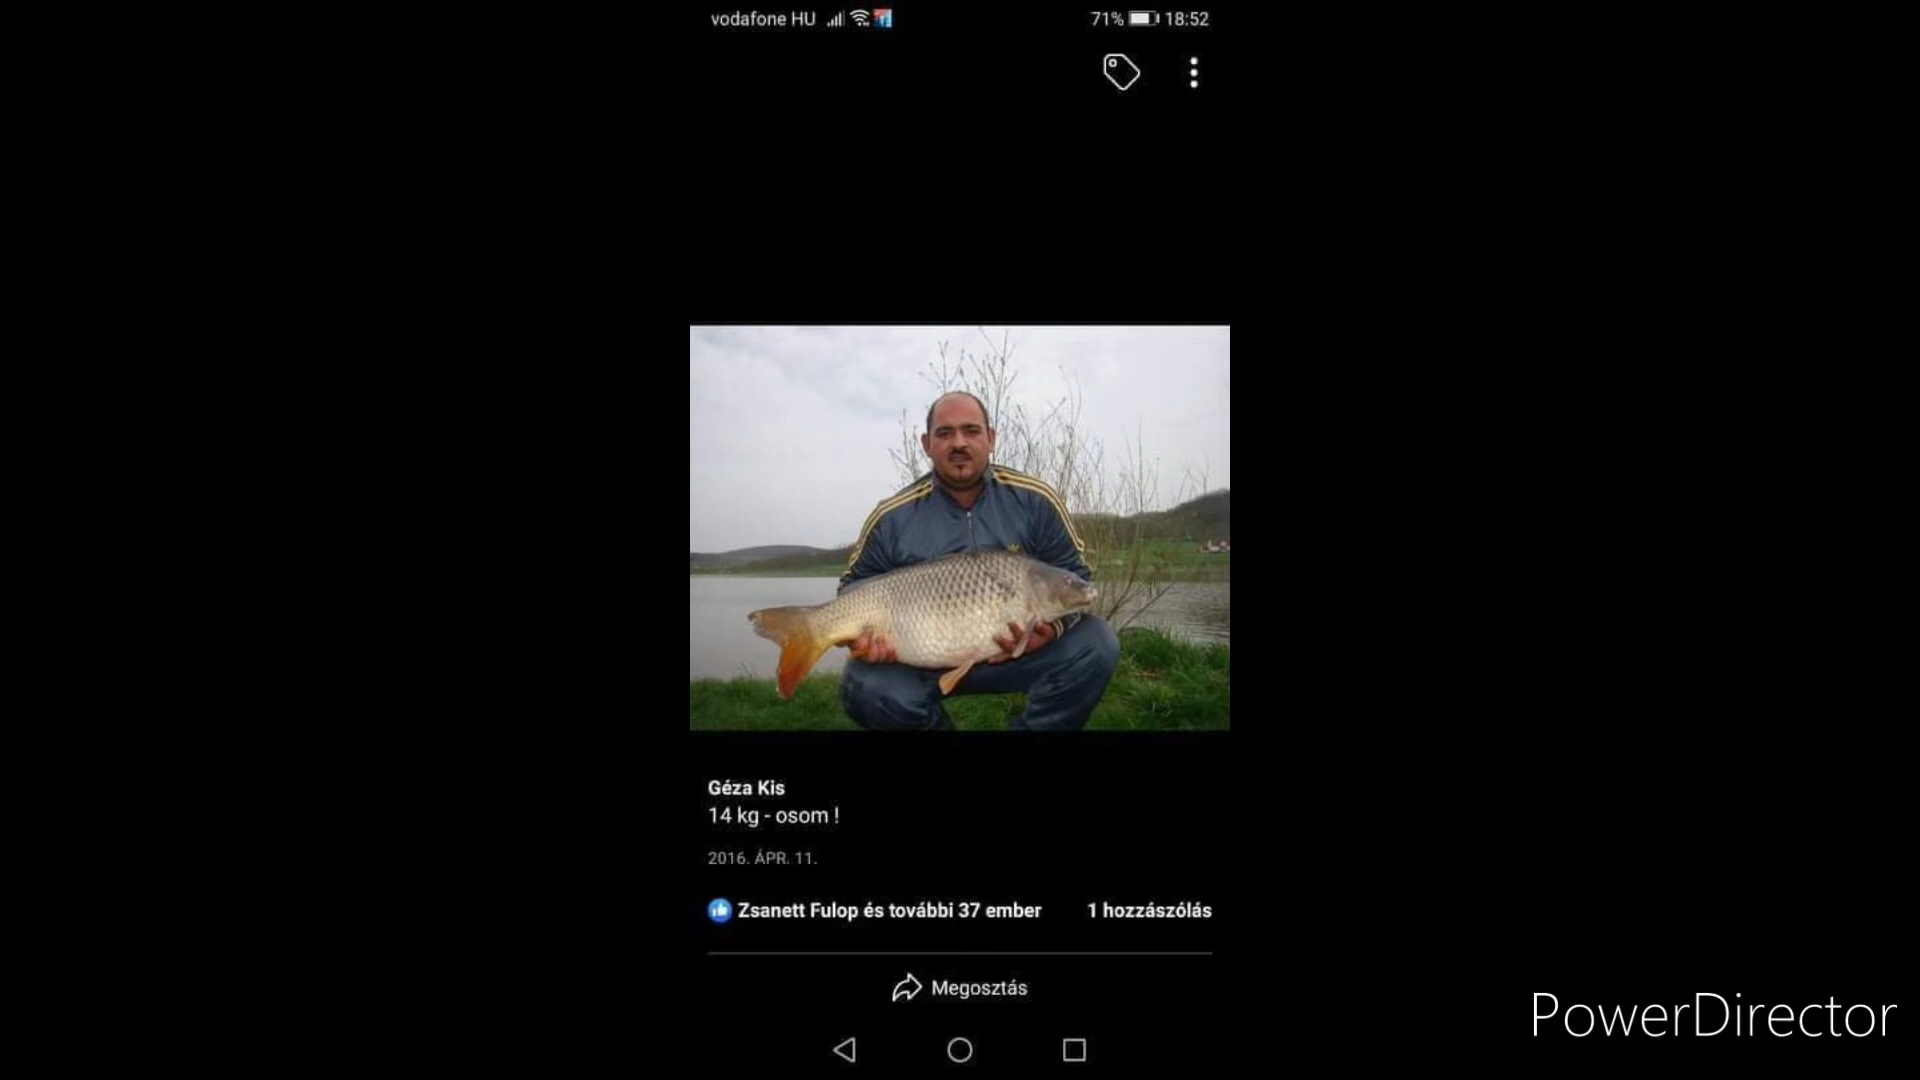 vodafone HU
71% 18:52
Géza Kis
14 kg - osom !
2016. ÁPR. 11.
Zsanett Fulop és további 37 ember
1 hozzászólás
Megosztás
PowerDirector